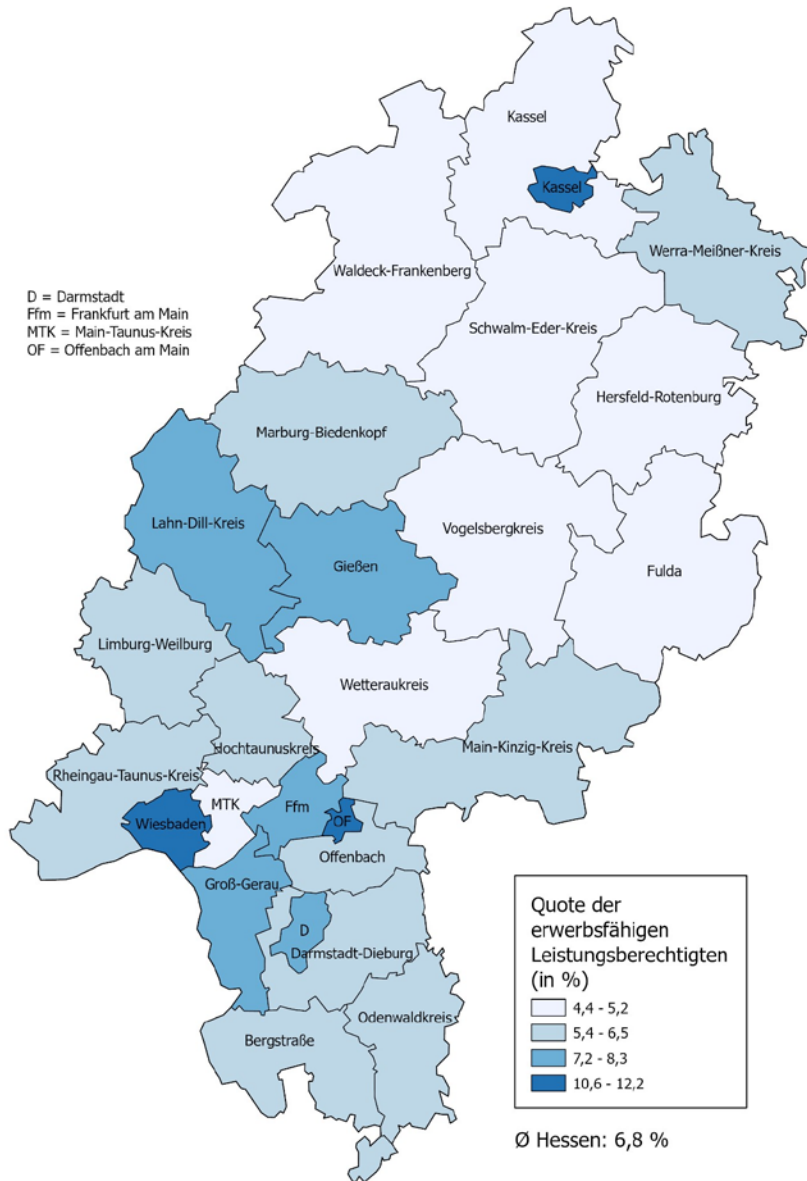 Kassel
Kassel
Werra-Meißner-Kreis
Waldeck-Frankenberg
D = Darmstadt
Ffm = Frankfurt am Main
MTK = Main-Taunus-Kreis
OF = Offenbach am Main
Schwalm-Eder-Kreis
Hersfeld-Rotenburg
Marburg-Biedenkopf
Lahn-Dill-Kreis
Vogelsbergkreis
Gießen
Fulda
Limburg-Weilburg
Wetteraukreis
Hochtaunuskreis
Main-Kinzig-Kreis
Rheingau-Taunus-Kreis
MTK
Ffm
Wiesbaden
OF
Offenbach
Groß-Gerau
D
Darmstadt-Dieburg
Odenwaldkreis
Bergstraße
Quote der
erwerbsfähigen
Leistungsberechtigten
(in %)
4,4 - 5,2
5,4 - 6,5
7,2 - 8,3
10,6 - 12,2
Ø Hessen: 6,8 %